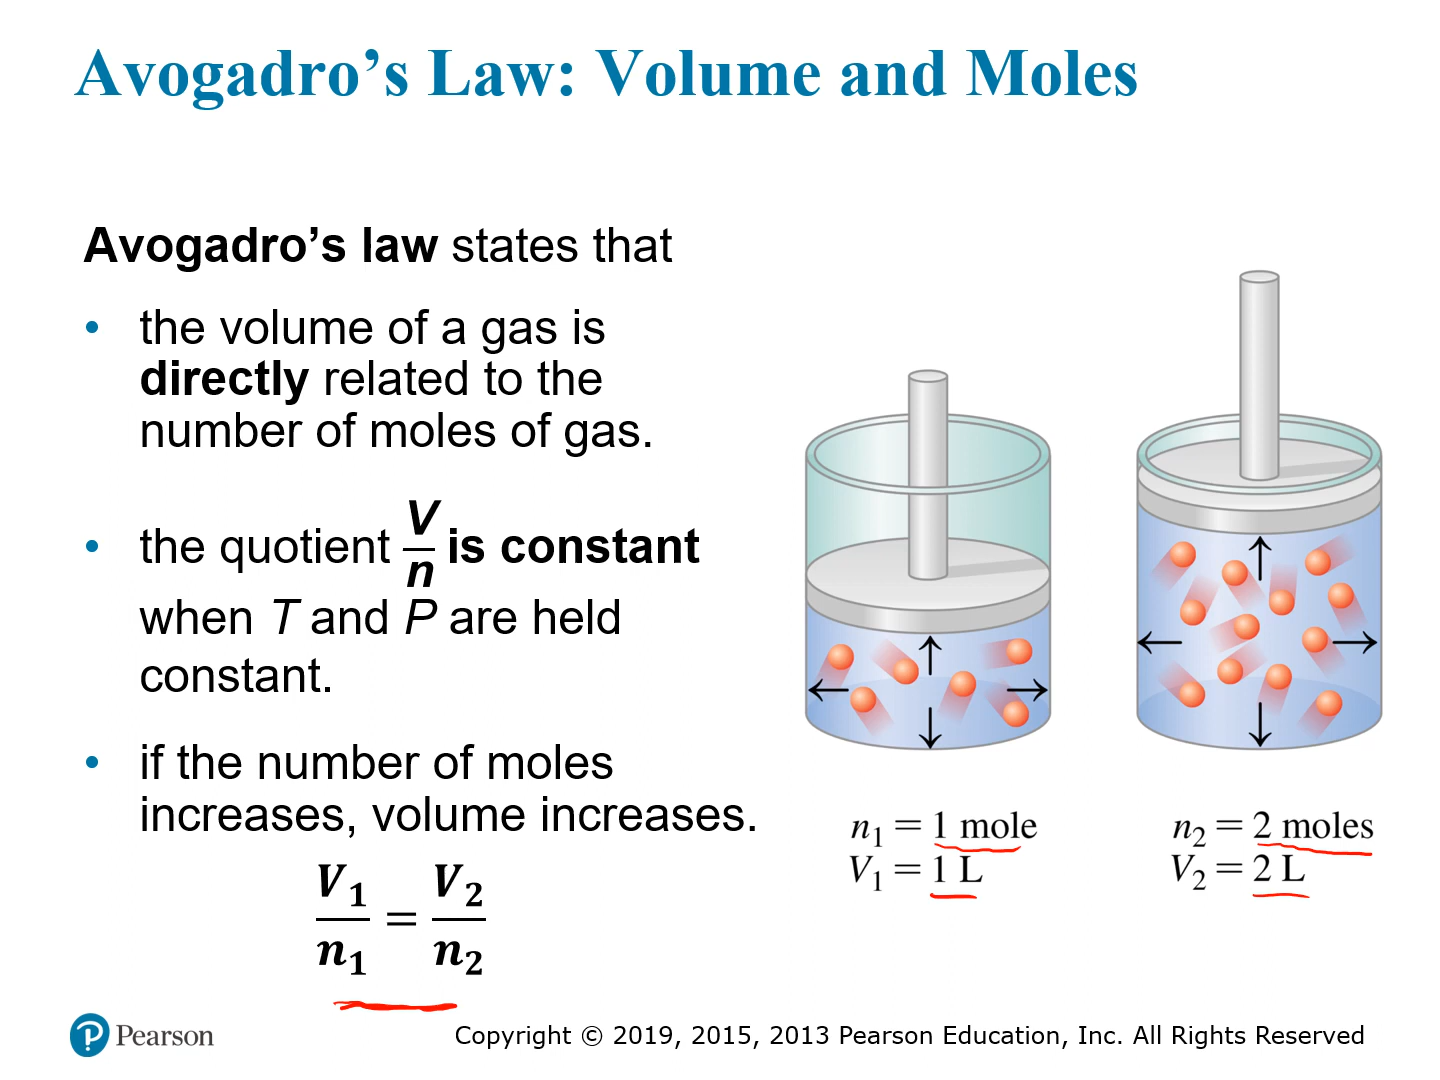 Avogadro’s Law: Volume and Moles
Avogadro’s law states that
• the volume of a gas is
directly related to the
number of moles of gas.
• the quotient V/n is constant
when T and P are held
constant.
• if the number of moles
increases, volume increases.
V₁/n₁ = V₂/n₂
n₁ = 1 mole
V₁ = 1 L
n₂ = 2 moles
V₂ = 2 L
P Pearson
Copyright © 2019, 2015, 2013 Pearson Education, Inc. All Rights Reserved